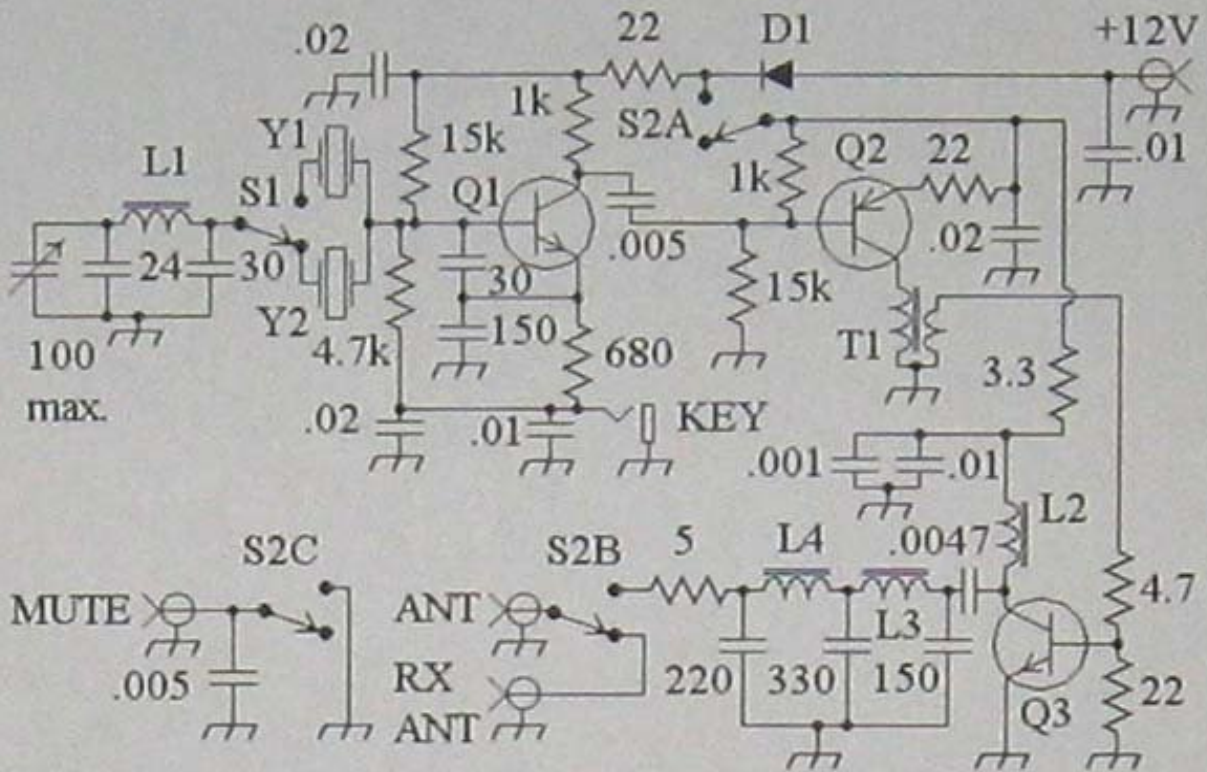 .02
22
D1
+12V
1k
Y1
15k
S2A
L1
S1
Q1
Q2
22
.01
1k
.005
.02
24
30
30
15k
Y2
150
T1
100
max.
4.7k
680
3.3
.02
.01
KEY
.001
.01
L2
S2C
S2B
5
L4
.0047
MUTE
ANT
4.7
L3
.005
RX
ANT
220
330
150
Q3
22